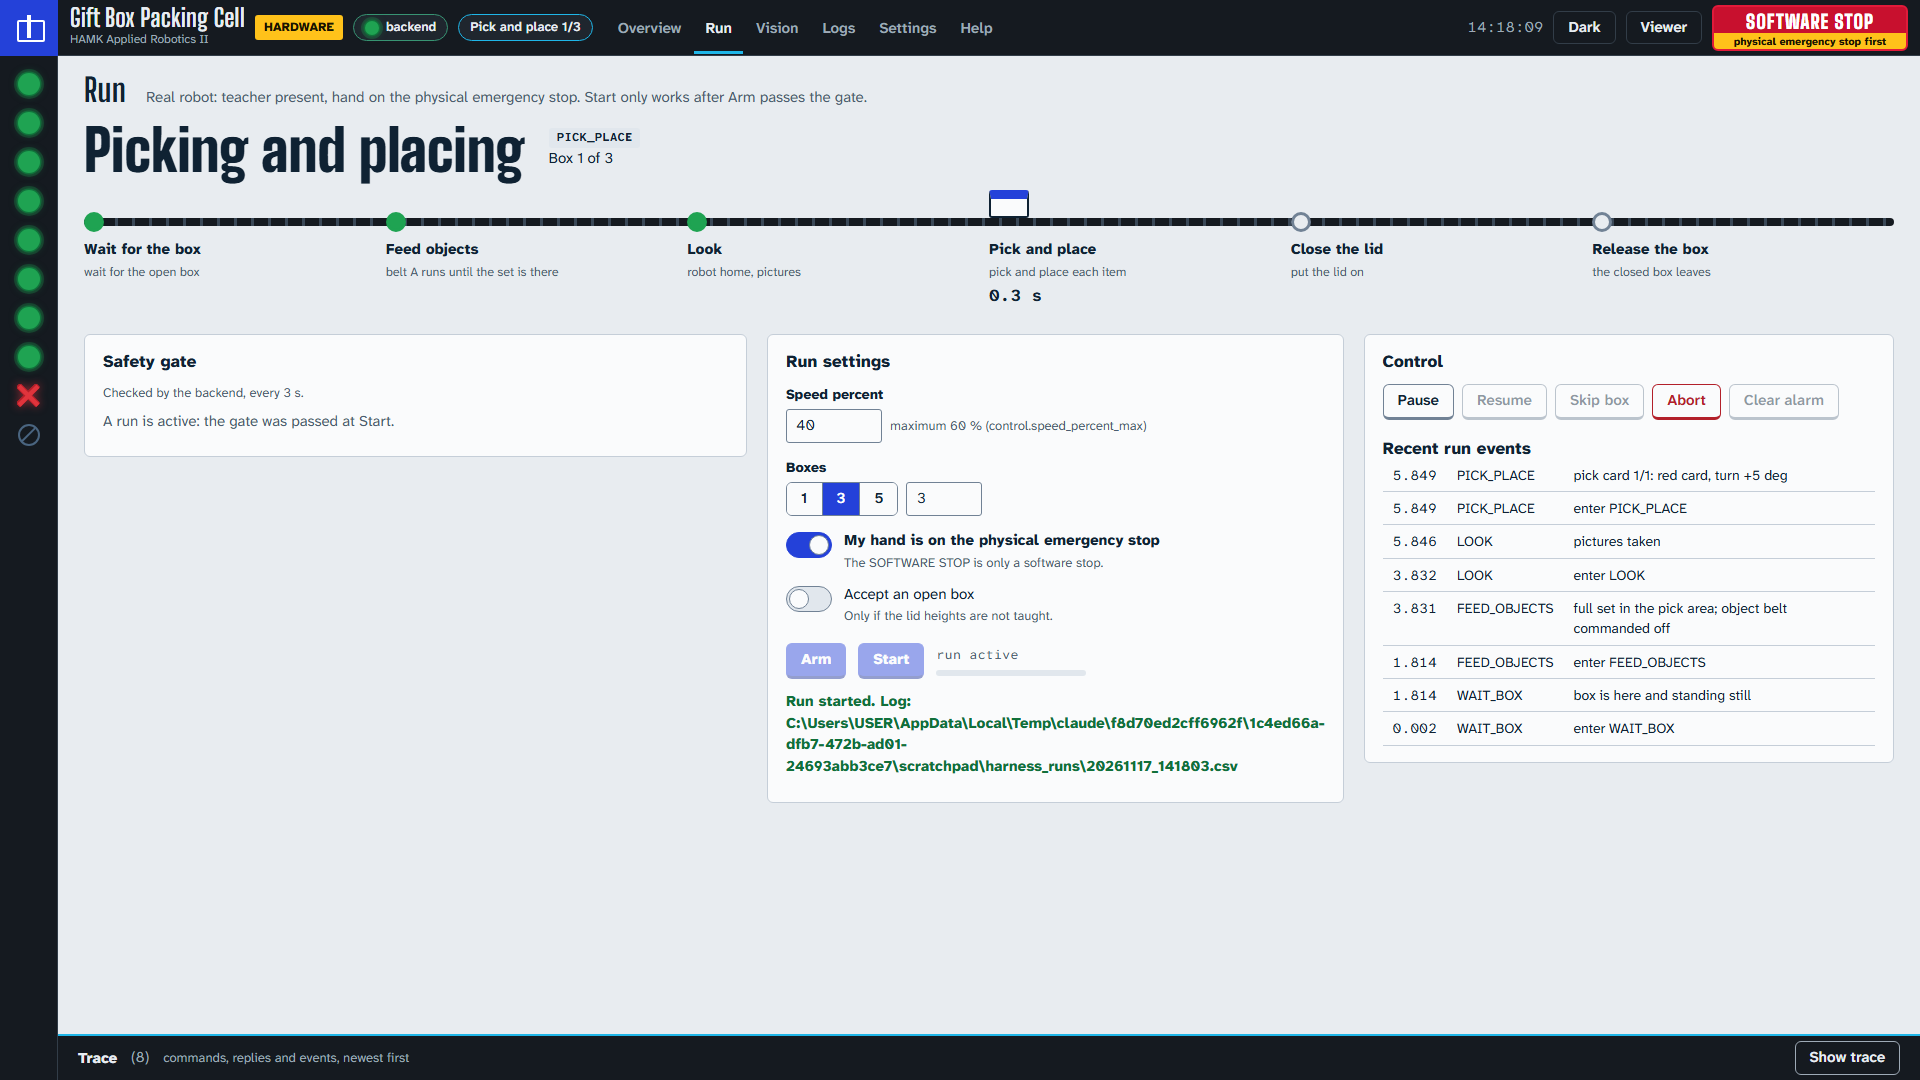 Gift Box Packing Cell
HAMK Applied Robotics II
HARDWARE
backend
Pick and place 1/3
Overview
Run
Vision
Logs
Settings
Help
14:18:09
Dark
Viewer
SOFTWARE STOP
physical emergency stop first
Run
Real robot: teacher present, hand on the physical emergency stop. Start only works after Arm passes the gate.
Picking and placing
PICK_PLACE
Box 1 of 3
Wait for the box
wait for the open box
Feed objects
belt A runs until the set is there
Look
robot home, pictures
Pick and place
pick and place each item
0.3 s
Close the lid
put the lid on
Release the box
the closed box leaves
Safety gate
Checked by the backend, every 3 s.
A run is active: the gate was passed at Start.
Run settings
Speed percent
40
maximum 60 % (control.speed_percent_max)
Boxes
1 3 5 3
My hand is on the physical emergency stop
The SOFTWARE STOP is only a software stop.
Accept an open box
Only if the lid heights are not taught.
Arm
Start
run active
Run started. Log:
C:\Users\USER\AppData\Local\Temp\claude\f8d70ed2cff6962f\1c4ed66a-
dfb7-472b-ad01-
24693abb3ce7\scratchpad\harness_runs\20261117_141803.csv
Control
Pause
Resume
Skip box
Abort
Clear alarm
Recent run events
5.849 PICK_PLACE pick card 1/1: red card, turn +5 deg
5.849 PICK_PLACE enter PICK_PLACE
5.846 LOOK pictures taken
3.832 LOOK enter LOOK
3.831 FEED_OBJECTS full set in the pick area; object belt
commanded off
1.814 FEED_OBJECTS enter FEED_OBJECTS
1.814 WAIT_BOX box is here and standing still
0.002 WAIT_BOX enter WAIT_BOX
Trace (8) commands, replies and events, newest first
Show trace